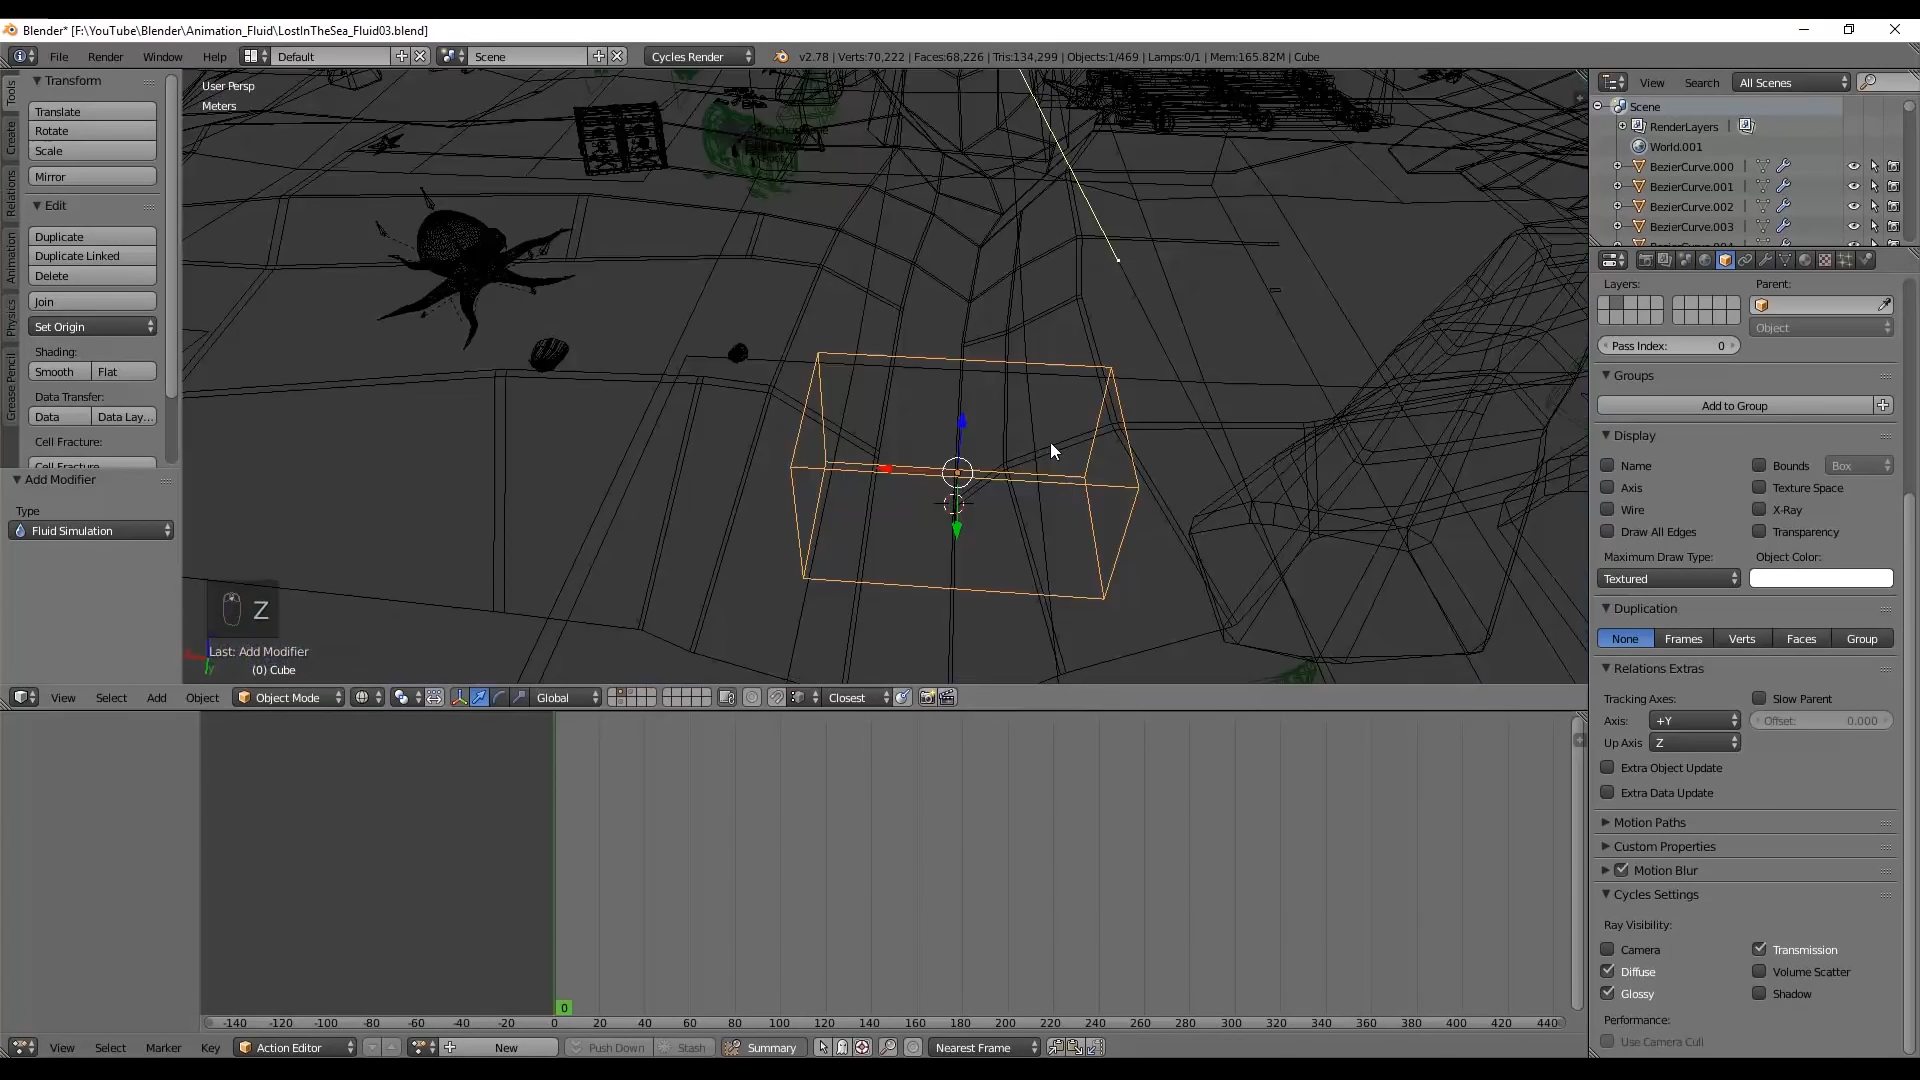 Blender* [F:\YouTube\Blender\Animation_Fluid\LostInTheSea_Fluid03.blend]
File Render Window Help Default Scene Cycles Render v2.78 | Verts:70,222 | Faces:68,226 | Tris:134,299 | Objects:1/469 | Lamps:0/1 | Mem:165.82M | Cube
Tools
Create
Relations
Animation
Physics
Grease Pencil
Transform
Translate
Rotate
Scale
Mirror
Edit
Duplicate
Duplicate Linked
Delete
Join
Set Origin
Shading:
Smooth Flat
Data Transfer:
Data Data Lay...
Cell Fracture:
Cell Fracture
Add Modifier
Type
Fluid Simulation
User Persp
Meters
Z
Last: Add Modifier
(0) Cube
View Select Add Object Object Mode Global Closest
View Search All Scenes
Scene
RenderLayers |
World.001
BezierCurve.000 |
BezierCurve.001 |
BezierCurve.002 |
BezierCurve.003 |
Layers: Parent:
Object
Pass Index: 0
Groups
Add to Group
Display
Name Bounds Box
Axis Texture Space
Wire X-Ray
Draw All Edges Transparency
Maximum Draw Type: Object Color:
Textured
Duplication
None Frames Verts Faces Group
Relations Extras
Tracking Axes: Slow Parent
Axis: +Y Offset: 0.000
Up Axis Z
Extra Object Update
Extra Data Update
Motion Paths
Custom Properties
Motion Blur
Cycles Settings
Ray Visibility:
Camera Transmission
Diffuse Volume Scatter
Glossy Shadow
Performance:
Use Camera Cull
0
-140 -120 -100 -80 -60 -40 -20 0 20 40 60 80 100 120 140 160 180 200 220 240 260 280 300 320 340 360 380 400 420 440
View Select Marker Key Action Editor New Push Down Stash Summary Nearest Frame